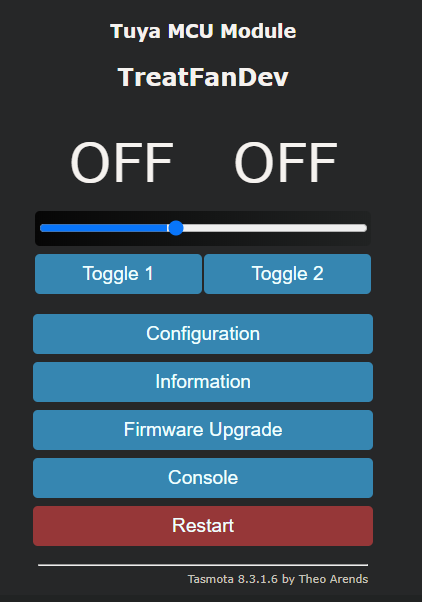 Tuya MCU Module
TreatFanDev
OFF OFF
Toggle 1 Toggle 2
Configuration
Information
Firmware Upgrade
Console
Restart
Tasmota 8.3.1.6 by Theo Arends